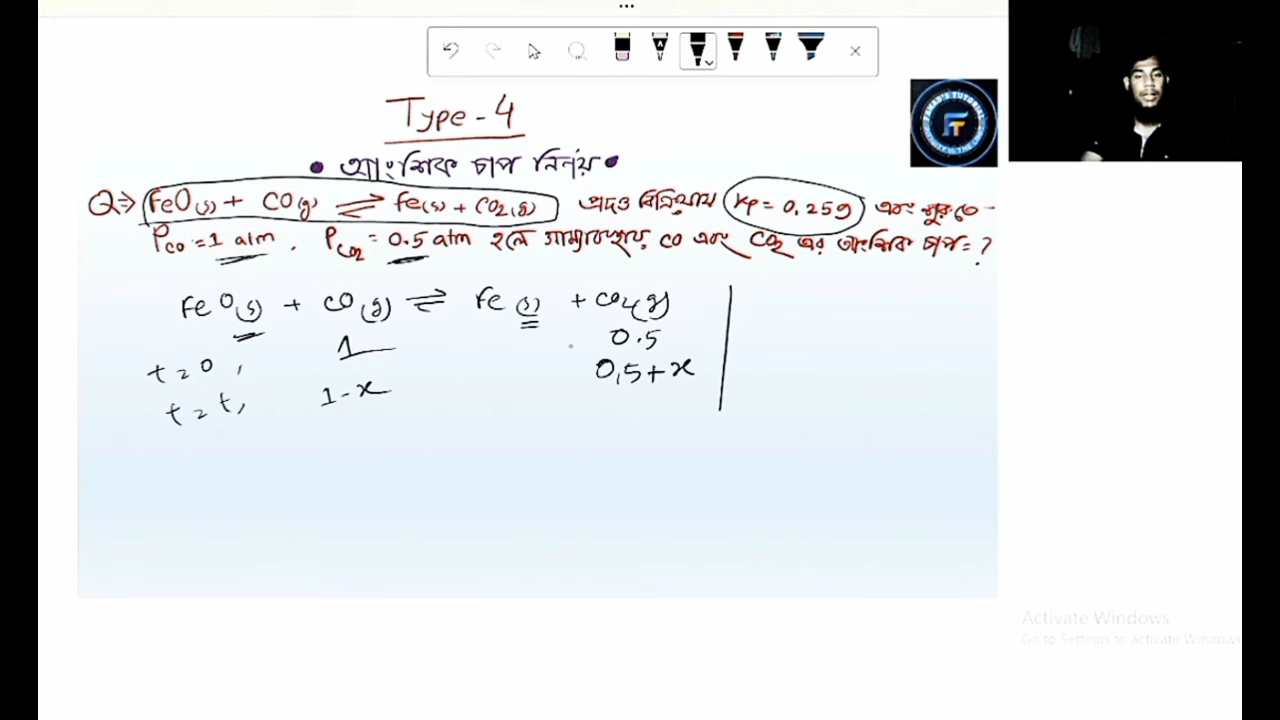 Type - 4
• আংশিক চাপ নির্ণয় •
Q⇒ FeO(s) + CO(g) ⇌ Fe(s) + CO2(g) প্রদত্ত বিক্রিয়ায় Kp = 0.259 এবং শুরুতে -
PCO = 1 atm, PCO2 = 0.5 atm হলে সাম্যাবস্থায় CO এবং CO2 এর আংশিক চাপ = ?
FeO(s) + CO(g) ⇌ Fe(s) + CO2(g)
t = 0, 1 0.5
t = t, 1-x 0.5+x
Activate Windows
Go to Settings to activate Windows